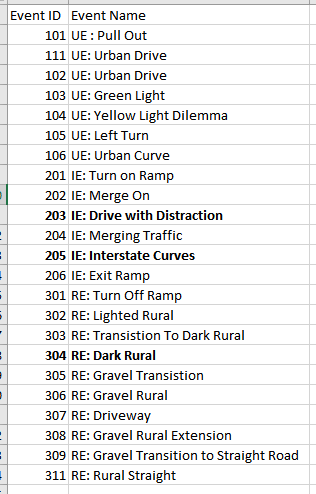 Event ID Event Name
101 UE : Pull Out
111 UE: Urban Drive
102 UE: Urban Drive
103 UE: Green Light
104 UE: Yellow Light Dilemma
105 UE: Left Turn
106 UE: Urban Curve
201 IE: Turn on Ramp
202 IE: Merge On
203 IE: Drive with Distraction
204 IE: Merging Traffic
205 IE: Interstate Curves
206 IE: Exit Ramp
301 RE: Turn Off Ramp
302 RE: Lighted Rural
303 RE: Transistion To Dark Rural
304 RE: Dark Rural
305 RE: Gravel Transistion
306 RE: Gravel Rural
307 RE: Driveway
308 RE: Gravel Rural Extension
309 RE: Gravel Transition to Straight Road
311 RE: Rural Straight